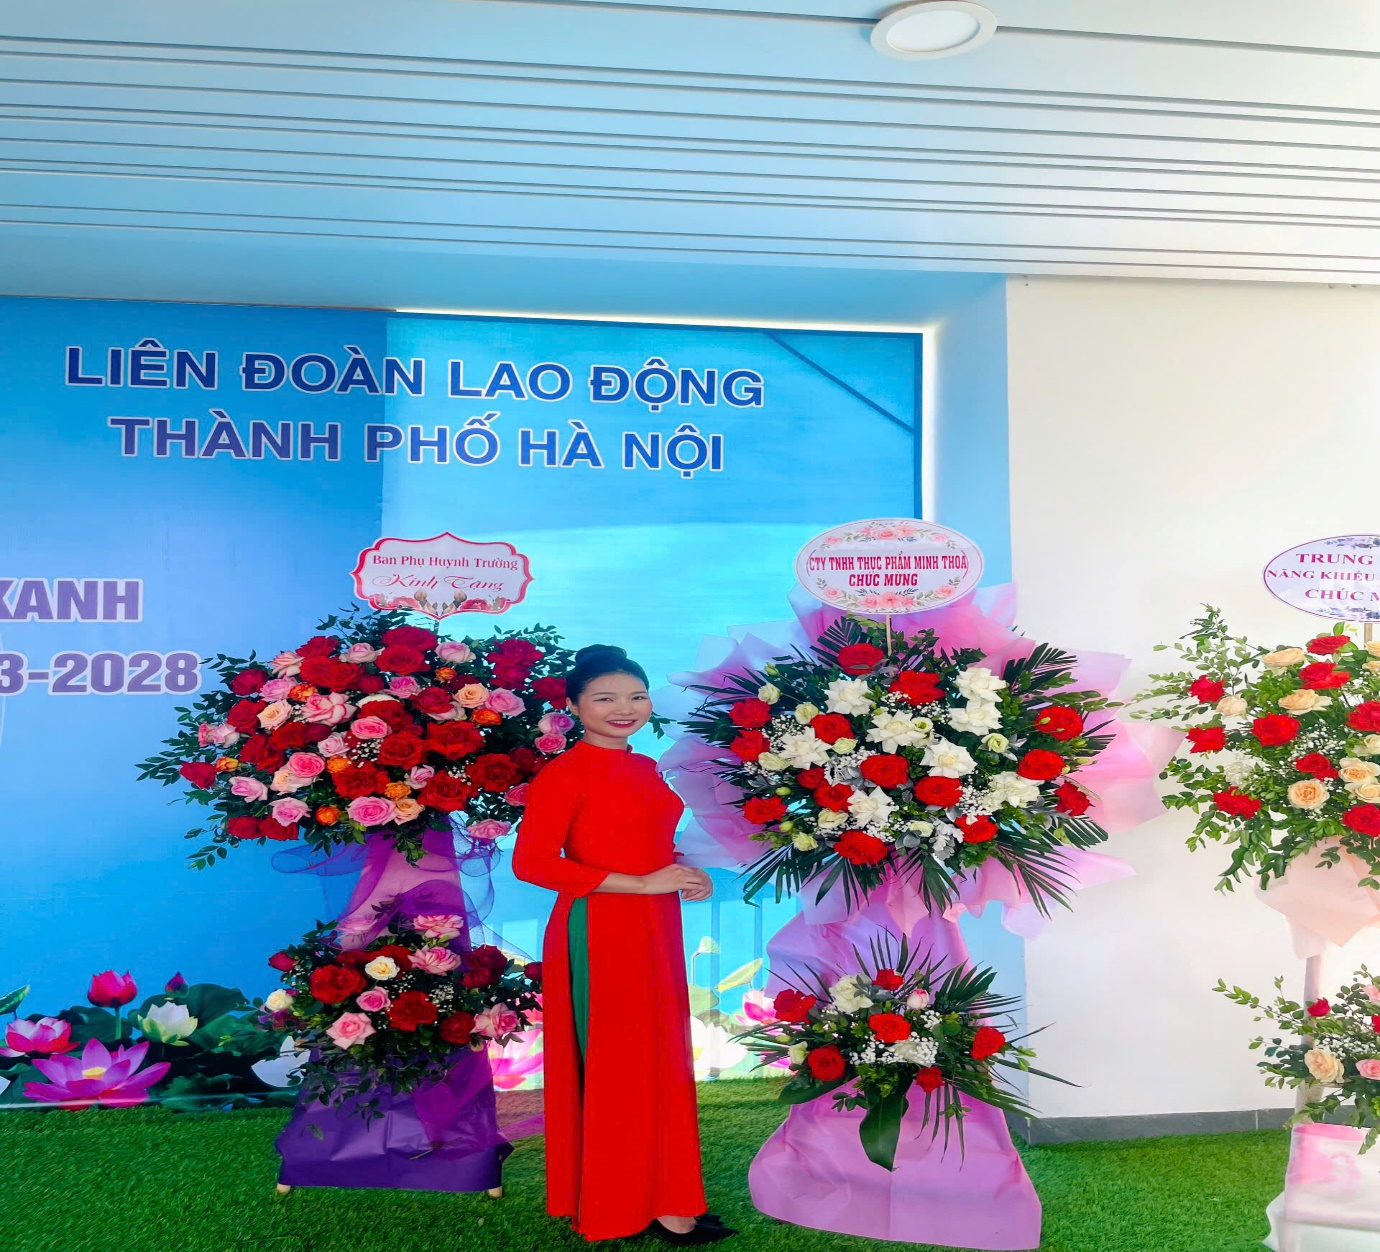 LIÊN ĐOÀN LAO ĐỘNG
THÀNH PHỐ HÀ NỘI
XANH
3-2028
Ban Phụ Huynh Trường
Kính Tặng
CTY TNHH THỰC PHẨM MINH THOA
CHÚC MỪNG
TRUNG
NĂNG KHIẾU
CHÚC M